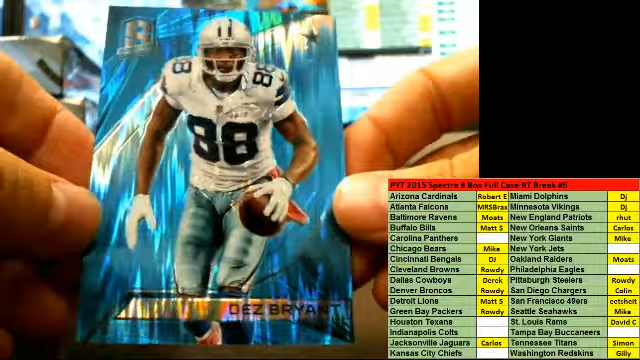 88
88
88
DEZ BRYANT
PYT 2015 Spectra 8 Box Full Case RT Break #6
Arizona Cardinals Robert E Miami Dolphins Dj
Atlanta Falcons MRSBrax Minnesota Vikings Dj
Baltimore Ravens Moats New England Patriots rhut
Buffalo Bills Matt S New Orleans Saints Carlos
Carolina Panthers New York Giants Mike
Chicago Bears Mike New York Jets
Cincinnati Bengals DJ Oakland Raiders Moats
Cleveland Browns Rowdy Philadelphia Eagles
Dallas Cowboys Derek Pittsburgh Steelers Rowdy
Denver Broncos Rowdy San Diego Chargers Colin
Detroit Lions Matt S San Francisco 49ers
Green Bay Packers Rowdy Seattle Seahawks Mike
Houston Texans St. Louis Rams David C
Indianapolis Colts Tampa Bay Buccaneers
Jacksonville Jaguars Carlos Tennessee Titans Simon
Kansas City Chiefs Washington Redskins